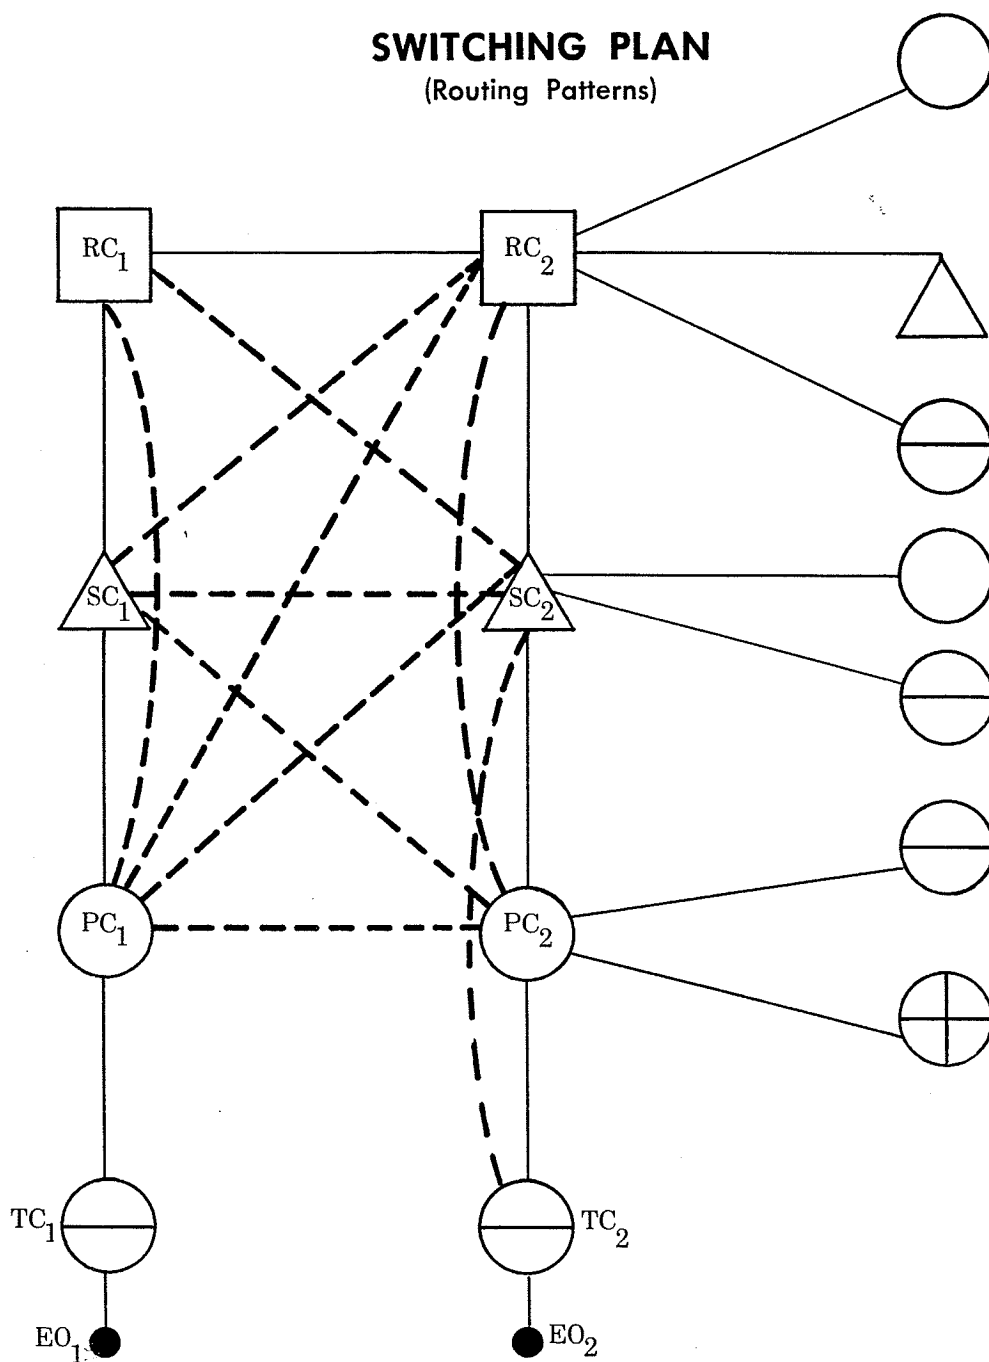 SWITCHING PLAN
(Routing Patterns)
RC1
RC2
SC1
SC2
PC1
PC2
TC1
TC2
EO1
EO2